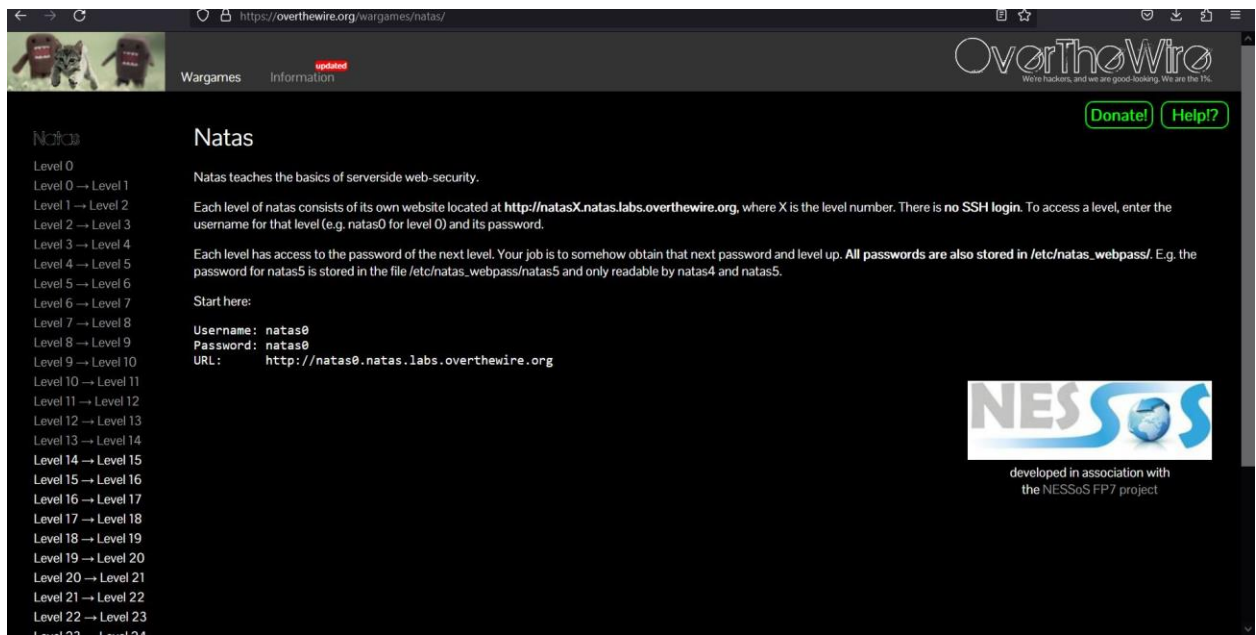 https://overthewire.org/wargames/natas/
Wargames
Information
updated
OverTheWire
We're hackers, and we are good-looking. We are the 1%.
Donate!
Help!?
Natas
Level 0
Level 0 → Level 1
Level 1 → Level 2
Level 2 → Level 3
Level 3 → Level 4
Level 4 → Level 5
Level 5 → Level 6
Level 6 → Level 7
Level 7 → Level 8
Level 8 → Level 9
Level 9 → Level 10
Level 10 → Level 11
Level 11 → Level 12
Level 12 → Level 13
Level 13 → Level 14
Level 14 → Level 15
Level 15 → Level 16
Level 16 → Level 17
Level 17 → Level 18
Level 18 → Level 19
Level 19 → Level 20
Level 20 → Level 21
Level 21 → Level 22
Level 22 → Level 23
Level 23 → Level 24
Natas
Natas teaches the basics of serverside web-security.
Each level of natas consists of its own website located at http://natasX.natas.labs.overthewire.org, where X is the level number. There is no SSH login. To access a level, enter the
username for that level (e.g. natas0 for level 0) and its password.
Each level has access to the password of the next level. Your job is to somehow obtain that next password and level up. All passwords are also stored in /etc/natas_webpass/. E.g. the
password for natas5 is stored in the file /etc/natas_webpass/natas5 and only readable by natas4 and natas5.
Start here:
Username: natas0
Password: natas0
URL: http://natas0.natas.labs.overthewire.org
NESSOS
developed in association with
the NESSoS FP7 project